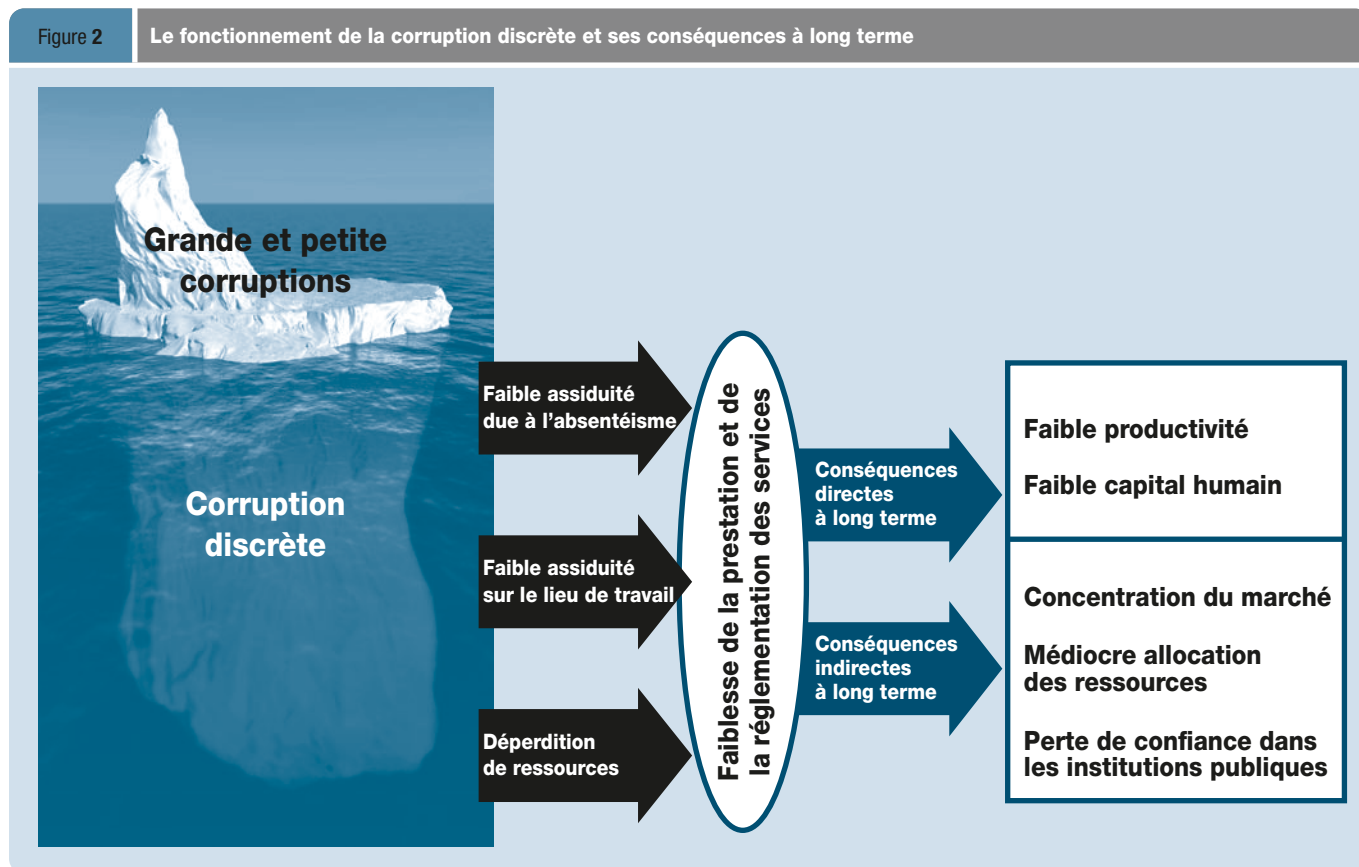 Figure 2
Le fonctionnement de la corruption discrète et ses conséquences à long terme
Grande et petite
corruptions
Corruption
discrète
Faible assiduité
due à l'absentéisme
Faible assiduité
sur le lieu de travail
Déperdition
de ressources
Faiblesse de la prestation et de
la réglementation des services
Conséquences
directes
à long terme
Conséquences
indirectes
à long terme
Faible productivité
Faible capital humain
Concentration du marché
Médiocre allocation
des ressources
Perte de confiance dans
les institutions publiques